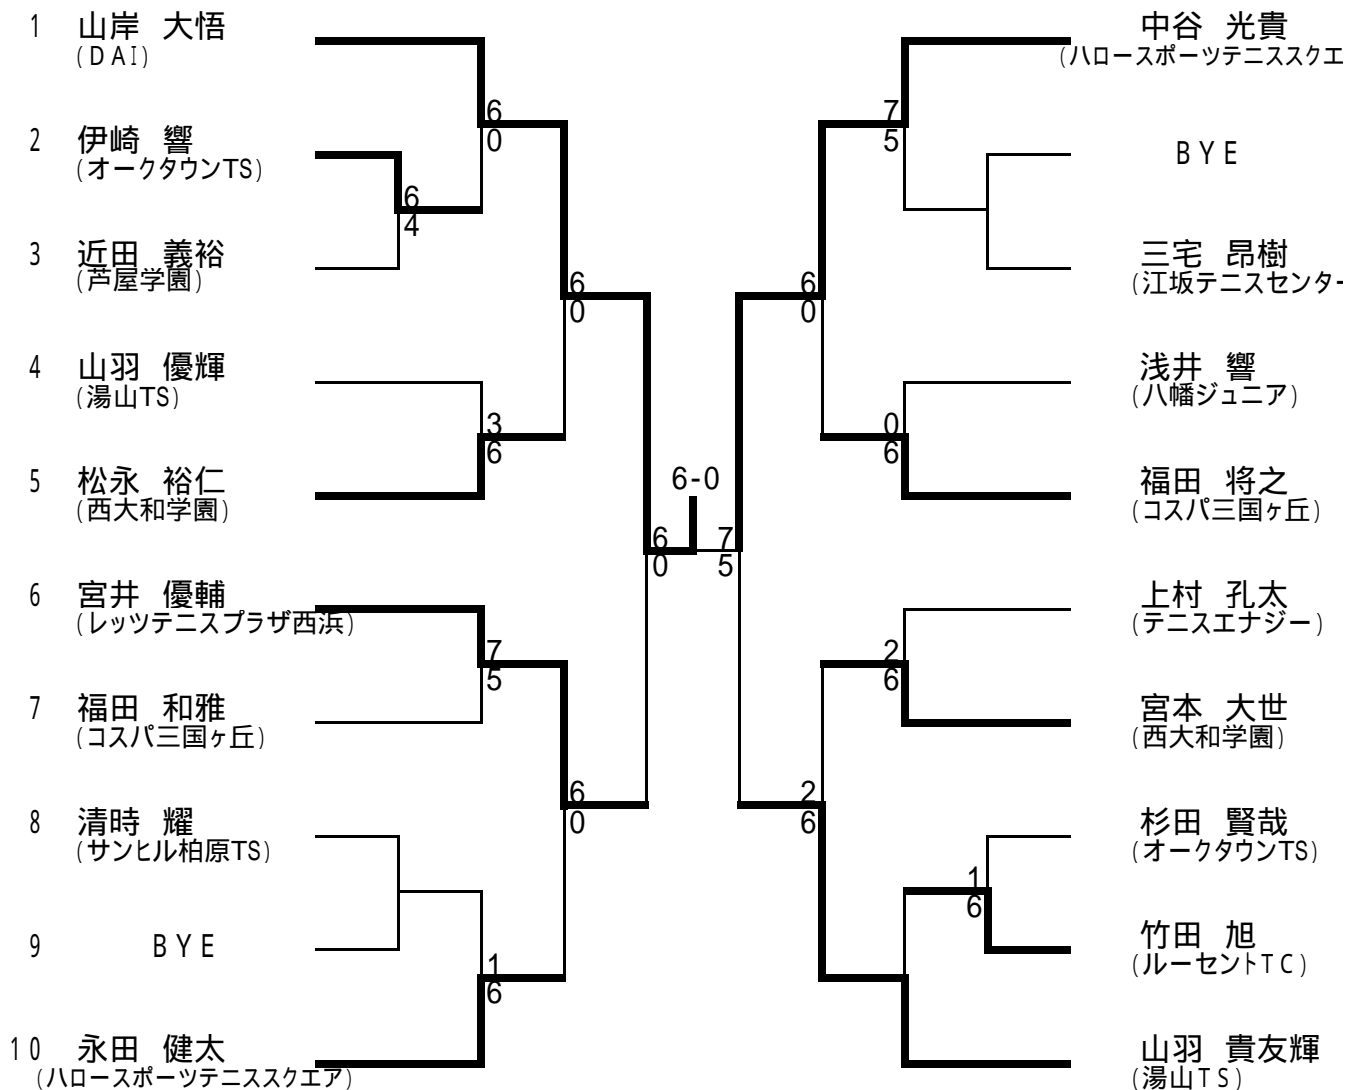 1 山岸 大悟
(DAI)
2 伊崎 響
(オークタウンTS)
3 近田 義裕
(芦屋学園)
4 山羽 優輝
(湯山TS)
5 松永 裕仁
(西大和学園)
6 宮井 優輔
(レッツテニスプラザ西浜)
7 福田 和雅
(コスパ三国ヶ丘)
8 清時 耀
(サンヒル柏原TS)
9 BYE
10 永田 健太
(ハロースポーツテニススクエア)
6
0
6
4
6
0
3
6
7
5
6
0
1
6
6
0
6-0
7
5
7
5
6
0
0
6
2
6
2
6
1
6
中谷 光貴
(ハロースポーツテニススクエ
BYE
三宅 昂樹
(江坂テニスセンター
浅井 響
(八幡ジュニア)
福田 将之
(コスパ三国ヶ丘)
上村 孔太
(テニスエナジー)
宮本 大世
(西大和学園)
杉田 賢哉
(オークタウンTS)
竹田 旭
(ルーセントTC)
山羽 貴友輝
(湯山TS)